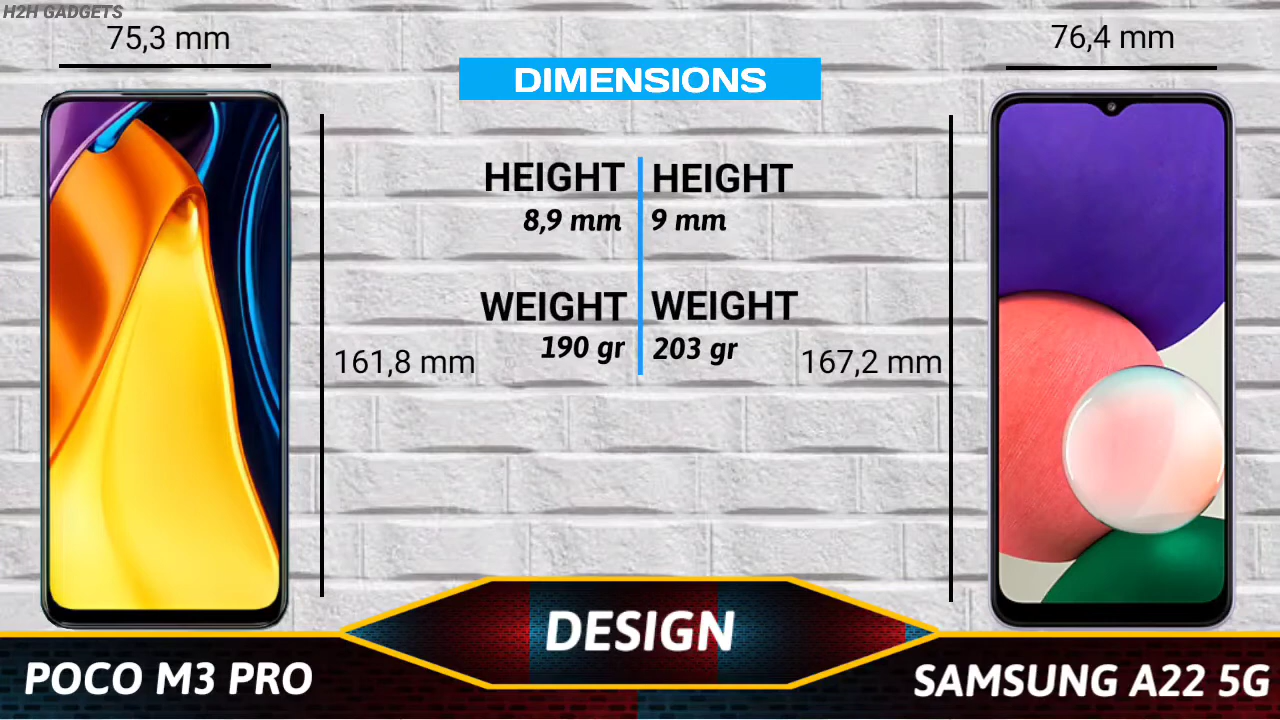 H2H GADGETS
75,3 mm
76,4 mm
DIMENSIONS
HEIGHT HEIGHT
8,9 mm 9 mm
WEIGHT WEIGHT
190 gr 203 gr
161,8 mm 167,2 mm
DESIGN
POCO M3 PRO SAMSUNG A22 5G